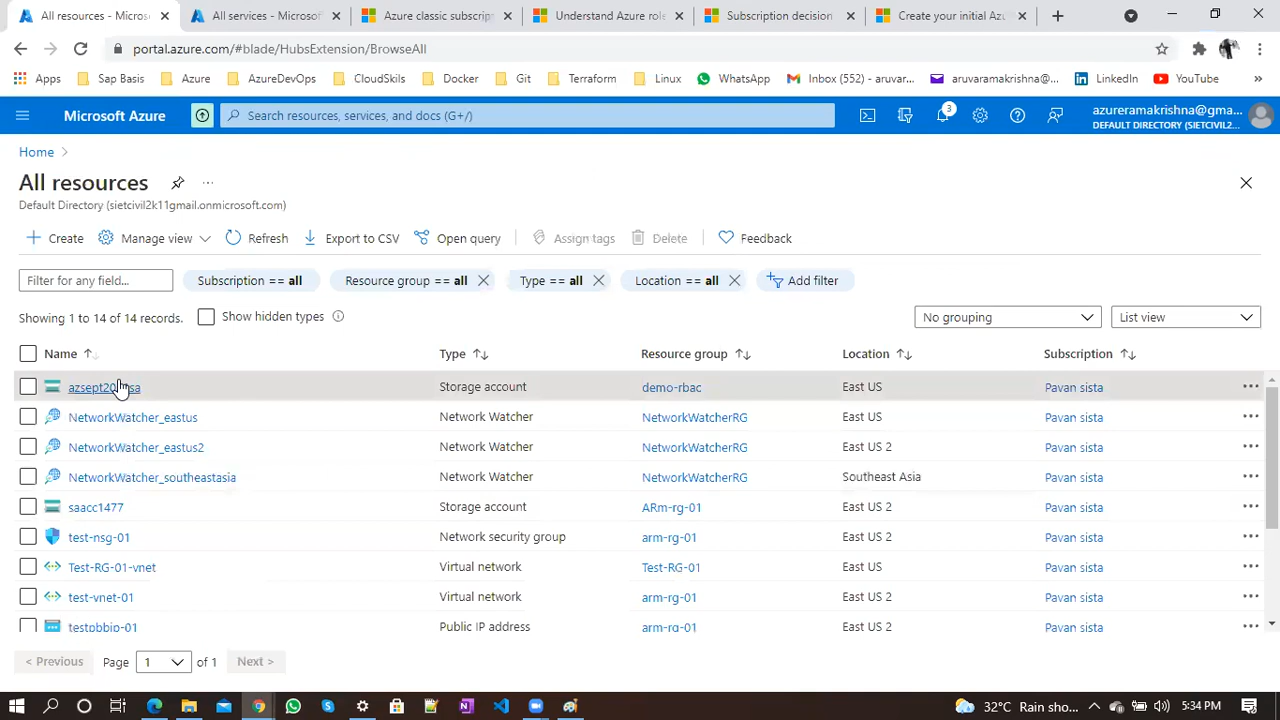 All resources - Microso
All services - Microsoft
Azure classic subscrip
Understand Azure role
Subscription decision
Create your initial Az
portal.azure.com/#blade/HubsExtension/BrowseAll
Apps
Sap Basis
Azure
AzureDevOps
CloudSkils
Docker
Git
Terraform
Linux
WhatsApp
Inbox (552) - aruvar...
aruvaramakrishna@...
LinkedIn
YouTube
»
Microsoft Azure
Search resources, services, and docs (G+/)
3
azureramakrishna@gma...
DEFAULT DIRECTORY (SIETCIVIL2...
Home >
All resources
...
Default Directory (sietcivil2k11gmail.onmicrosoft.com)
Create
Manage view
Refresh
Export to CSV
Open query
Assign tags
Delete
Feedback
Filter for any field...
Subscription == all
Resource group == all
Type == all
Location == all
Add filter
Showing 1 to 14 of 14 records.
Show hidden types
No grouping
List view
Name Type Resource group Location Subscription
Storage account demo-rbac East US Pavan sista
NetworkWatcher_eastus Network Watcher NetworkWatcherRG East US Pavan sista
NetworkWatcher_eastus2 Network Watcher NetworkWatcherRG East US 2 Pavan sista
NetworkWatcher_southeastasia Network Watcher NetworkWatcherRG Southeast Asia Pavan sista
saacc1477 Storage account ARm-rg-01 East US 2 Pavan sista
test-nsg-01 Network security group arm-rg-01 East US 2 Pavan sista
Test-RG-01-vnet Virtual network Test-RG-01 East US Pavan sista
test-vnet-01 Virtual network arm-rg-01 East US 2 Pavan sista
testpbbip-01 Public IP address arm-rg-01 East US 2 Pavan sista
< Previous Page 1 of 1 Next >
32°C Rain sho...
5:34 PM